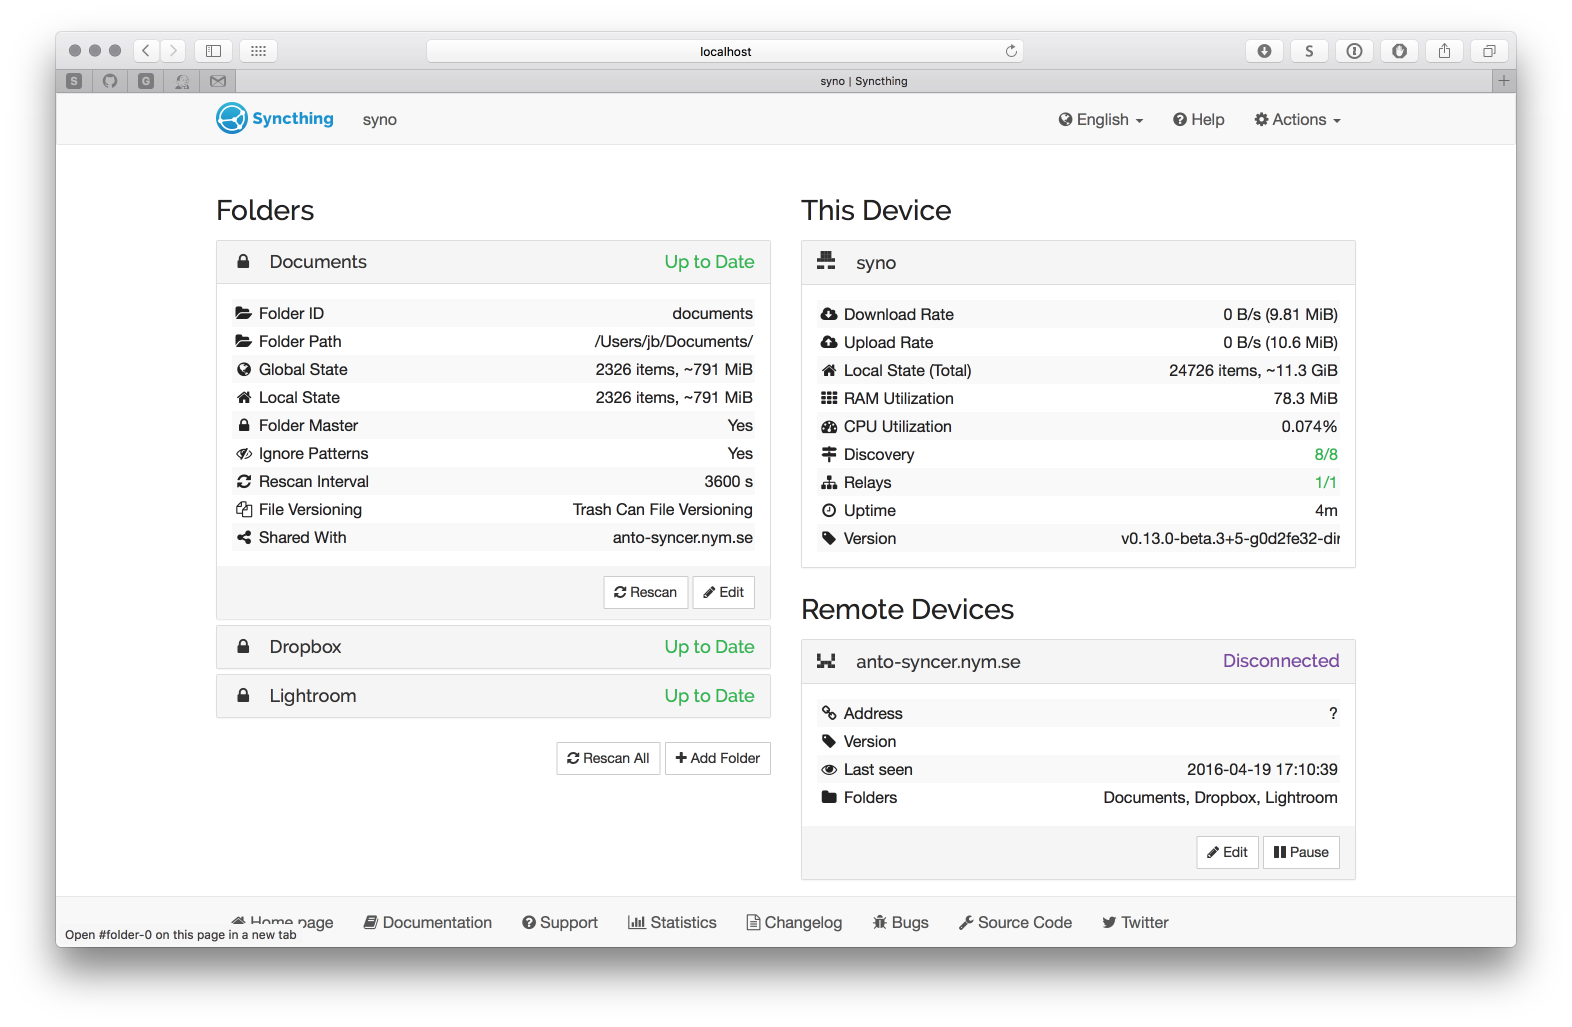 localhost
S
S G
syno | Syncthing
Syncthing syno English Help Actions
Folders
Documents Up to Date
Folder ID documents
Folder Path /Users/jb/Documents/
Global State 2326 items, ~791 MiB
Local State 2326 items, ~791 MiB
Folder Master Yes
Ignore Patterns Yes
Rescan Interval 3600 s
File Versioning Trash Can File Versioning
Shared With anto-syncer.nym.se
Rescan Edit
Dropbox Up to Date
Lightroom Up to Date
Rescan All Add Folder
This Device
syno
Download Rate 0 B/s (9.81 MiB)
Upload Rate 0 B/s (10.6 MiB)
Local State (Total) 24726 items, ~11.3 GiB
RAM Utilization 78.3 MiB
CPU Utilization 0.074%
Discovery 8/8
Relays 1/1
Uptime 4m
Version v0.13.0-beta.3+5-g0d2fe32-dir
Remote Devices
anto-syncer.nym.se Disconnected
Address ?
Version
Last seen 2016-04-19 17:10:39
Folders Documents, Dropbox, Lightroom
Edit Pause
Home page Documentation Support Statistics Changelog Bugs Source Code Twitter
Open #folder-0 on this page in a new tab